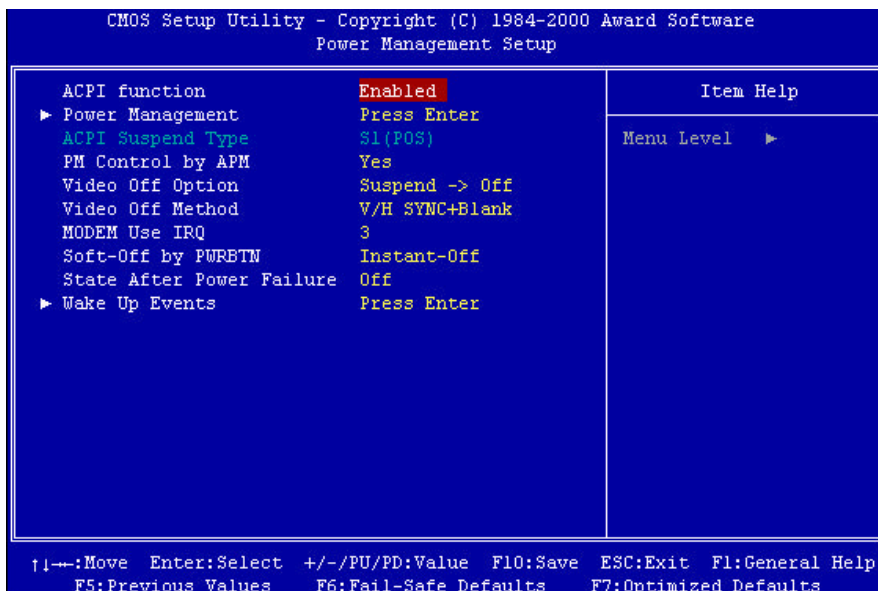 CMOS Setup Utility - Copyright (C) 1984-2000 Award Software
Power Management Setup
ACPI function Enabled
► Power Management Press Enter
ACPI Suspend Type S1(POS)
PM Control by APM Yes
Video Off Option Suspend -> Off
Video Off Method V/H SYNC+Blank
MODEM Use IRQ 3
Soft-Off by PWRBTN Instant-Off
State After Power Failure Off
► Wake Up Events Press Enter
Item Help
Menu Level ►
↑↓→←:Move Enter:Select +/-/PU/PD:Value F10:Save ESC:Exit F1:General Help
F5:Previous Values F6:Fail-Safe Defaults F7:Optimized Defaults